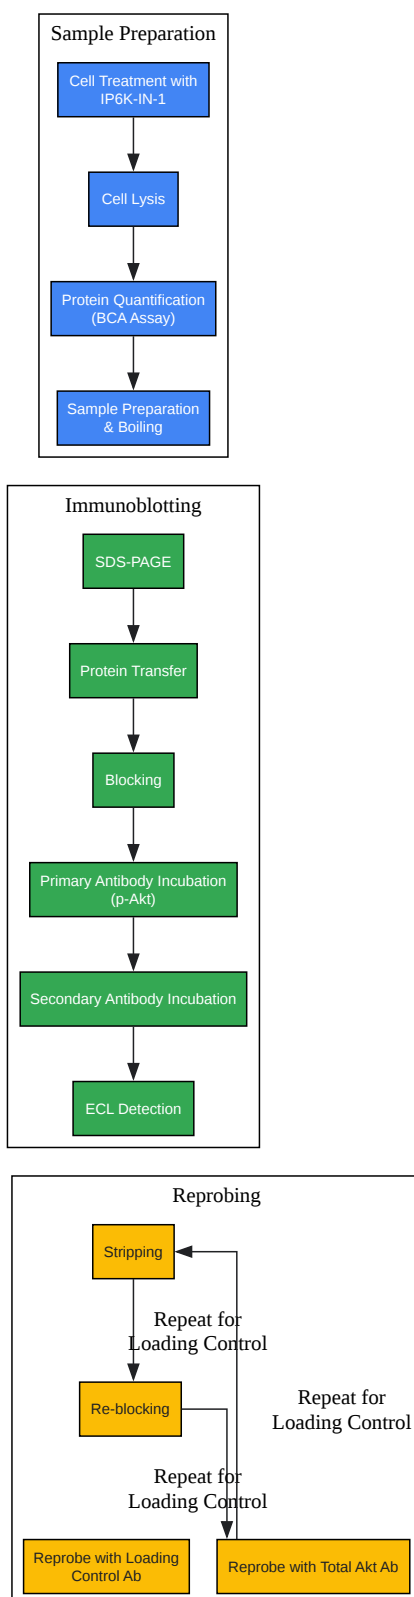 Sample Preparation
Cell Treatment with
IP6K-IN-1
Cell Lysis
Protein Quantification
(BCA Assay)
Sample Preparation
& Boiling
Immunoblotting
SDS-PAGE
Protein Transfer
Blocking
Primary Antibody Incubation
(p-Akt)
Secondary Antibody Incubation
ECL Detection
Reprobing
Stripping
Repeat for
Loading Control
Repeat for
Loading Control
Re-blocking
Repeat for
Loading Control
Reprobe with Loading
Control Ab
Reprobe with Total Akt Ab